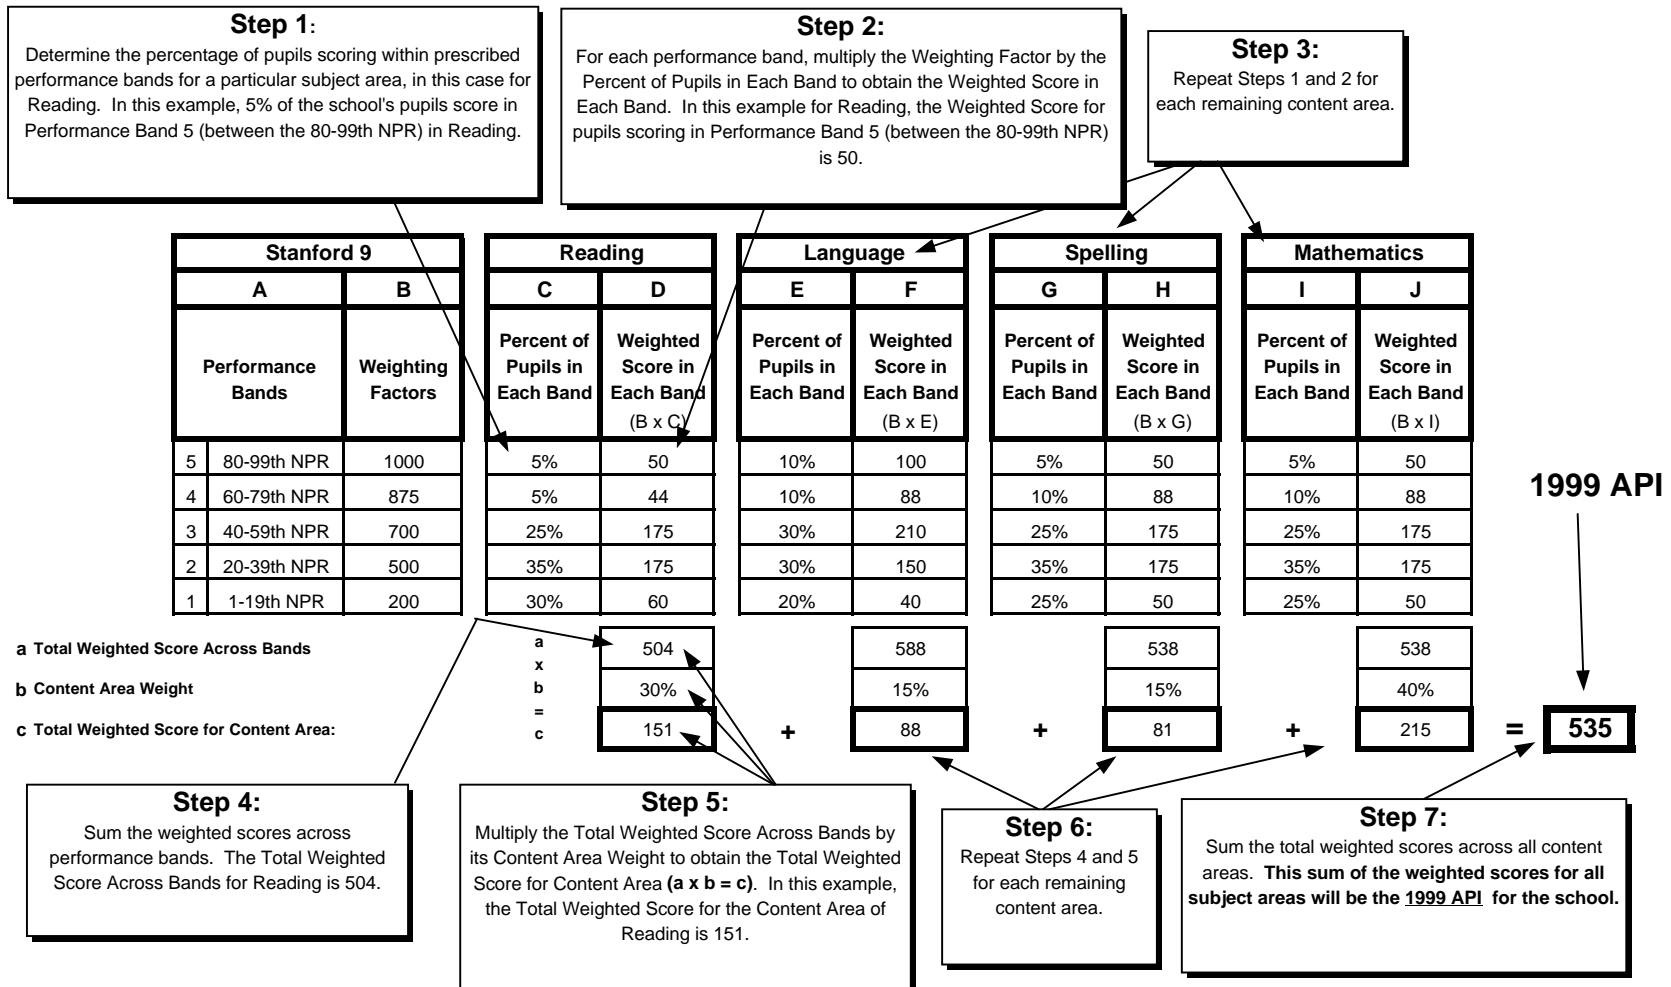 Step 1:
Determine the percentage of pupils scoring within prescribed
performance bands for a particular subject area, in this case for
Reading. In this example, 5% of the school's pupils score in
Performance Band 5 (between the 80-99th NPR) in Reading.
Step 2:
For each performance band, multiply the Weighting Factor by the
Percent of Pupils in Each Band to obtain the Weighted Score in
Each Band. In this example for Reading, the Weighted Score for
pupils scoring in Performance Band 5 (between the 80-99th NPR)
is 50.
Step 3:
Repeat Steps 1 and 2 for
each remaining content area.
Stanford 9 Reading Language Spelling Mathematics
A B C D E F G H I J
Performance Bands
Weighting Factors
Percent of Pupils in Each Band
Weighted Score in Each Band (B x C)
Percent of Pupils in Each Band
Weighted Score in Each Band (B x E)
Percent of Pupils in Each Band
Weighted Score in Each Band (B x G)
Percent of Pupils in Each Band
Weighted Score in Each Band (B x I)
5 80-99th NPR 1000 5% 50 10% 100 5% 50 5% 50
4 60-79th NPR 875 5% 44 10% 88 10% 88 10% 88
3 40-59th NPR 700 25% 175 30% 210 25% 175 25% 175
2 20-39th NPR 500 35% 175 30% 150 35% 175 35% 175
1 1-19th NPR 200 30% 60 20% 40 25% 50 25% 50
1999 API
a Total Weighted Score Across Bands a 504 588 538 538
x
b Content Area Weight b 30% 15% 15% 40%
=
c Total Weighted Score for Content Area: c 151 + 88 + 81 + 215 = 535
Step 4:
Sum the weighted scores across
performance bands. The Total Weighted
Score Across Bands for Reading is 504.
Step 5:
Multiply the Total Weighted Score Across Bands by
its Content Area Weight to obtain the Total Weighted
Score for Content Area (a x b = c). In this example,
the Total Weighted Score for the Content Area of
Reading is 151.
Step 6:
Repeat Steps 4 and 5
for each remaining
content area.
Step 7:
Sum the total weighted scores across all content
areas. This sum of the weighted scores for all
subject areas will be the 1999 API for the school.